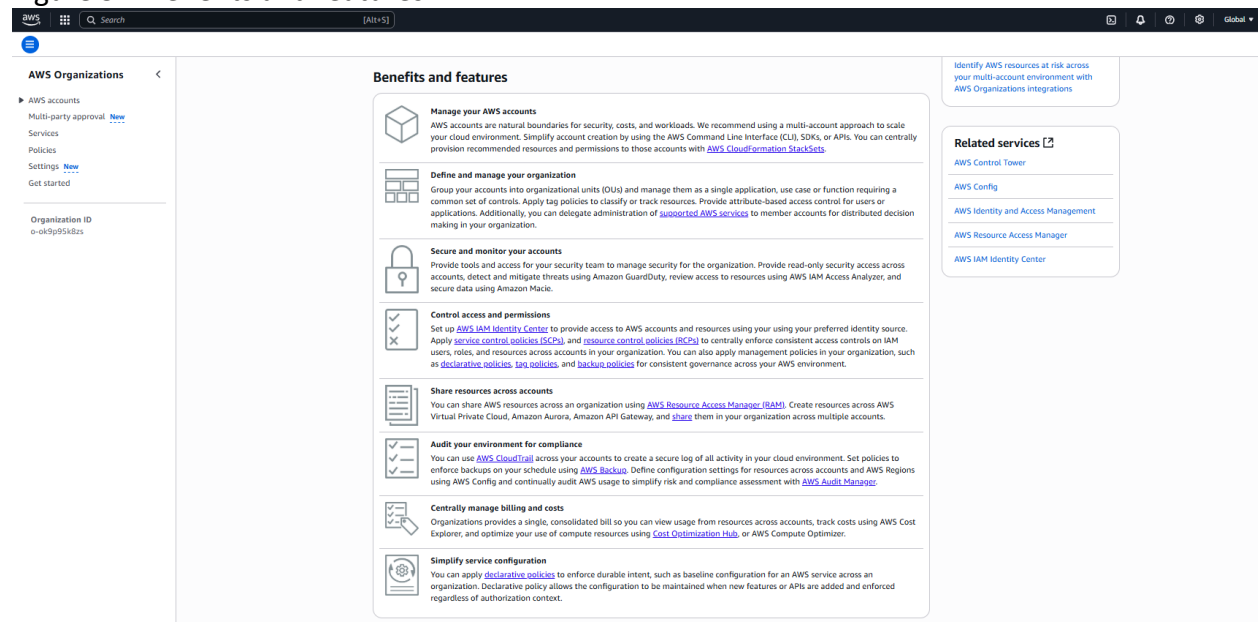 aws
Search
[Alt+S]
Global
AWS Organizations
AWS accounts
Multi-party approval New
Services
Policies
Settings New
Get started
Organization ID
o-ok9p95k8zs
Benefits and features
Manage your AWS accounts
AWS accounts are natural boundaries for security, costs, and workloads. We recommend using a multi-account approach to scale
your cloud environment. Simplify account creation by using the AWS Command Line Interface (CLI), SDKs, or APIs. You can centrally
provision recommended resources and permissions to those accounts with AWS CloudFormation StackSets.
Define and manage your organization
Group your accounts into organizational units (OUs) and manage them as a single application, use case or function requiring a
common set of controls. Apply tag policies to classify or track resources. Provide attribute-based access control for users or
applications. Additionally, you can delegate administration of supported AWS services to member accounts for distributed decision
making in your organization.
Secure and monitor your accounts
Provide tools and access for your security team to manage security for the organization. Provide read-only security access across
accounts, detect and mitigate threats using Amazon GuardDuty, review access to resources using AWS IAM Access Analyzer, and
secure data using Amazon Macie.
Control access and permissions
Set up AWS IAM Identity Center to provide access to AWS accounts and resources using your using your preferred identity source.
Apply service control policies (SCPs), and resource control policies (RCPs) to centrally enforce consistent access controls on IAM
users, roles, and resources across accounts in your organization. You can also apply management policies in your organization, such
as declarative policies, tag policies, and backup policies for consistent governance across your AWS environment.
Share resources across accounts
You can share AWS resources across an organization using AWS Resource Access Manager (RAM). Create resources across AWS
Virtual Private Cloud, Amazon Aurora, Amazon API Gateway, and share them in your organization across multiple accounts.
Audit your environment for compliance
You can use AWS CloudTrail across your accounts to create a secure log of all activity in your cloud environment. Set policies to
enforce backups on your schedule using AWS Backup. Define configuration settings for resources across accounts and AWS Regions
using AWS Config and continually audit AWS usage to simplify risk and compliance assessment with AWS Audit Manager.
Centrally manage billing and costs
Organizations provides a single, consolidated bill so you can view usage from resources across accounts, track costs using AWS Cost
Explorer, and optimize your use of compute resources using Cost Optimization Hub, or AWS Compute Optimizer.
Simplify service configuration
You can apply declarative policies to enforce durable intent, such as baseline configuration for an AWS service across an
organization. Declarative policy allows the configuration to be maintained when new features or APIs are added and enforced
regardless of authorization context.
Identify AWS resources at risk across
your multi-account environment with
AWS Organizations integrations
Related services
AWS Control Tower
AWS Config
AWS Identity and Access Management
AWS Resource Access Manager
AWS IAM Identity Center